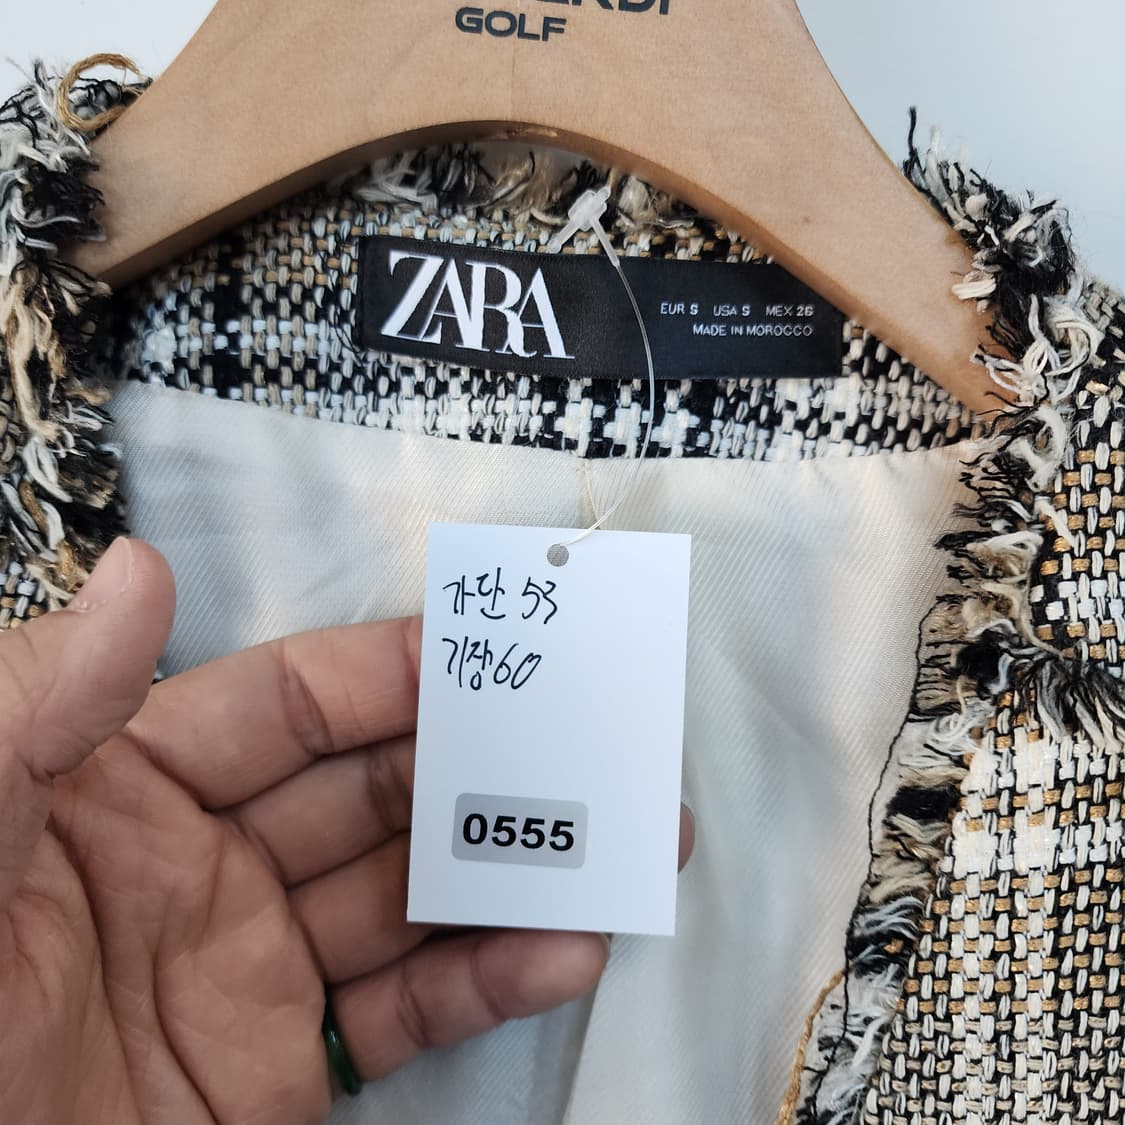 GOLF
ZARA
EUR S USA S MEX 26
MADE IN MOROCCO
가단 53
기장 60
0555